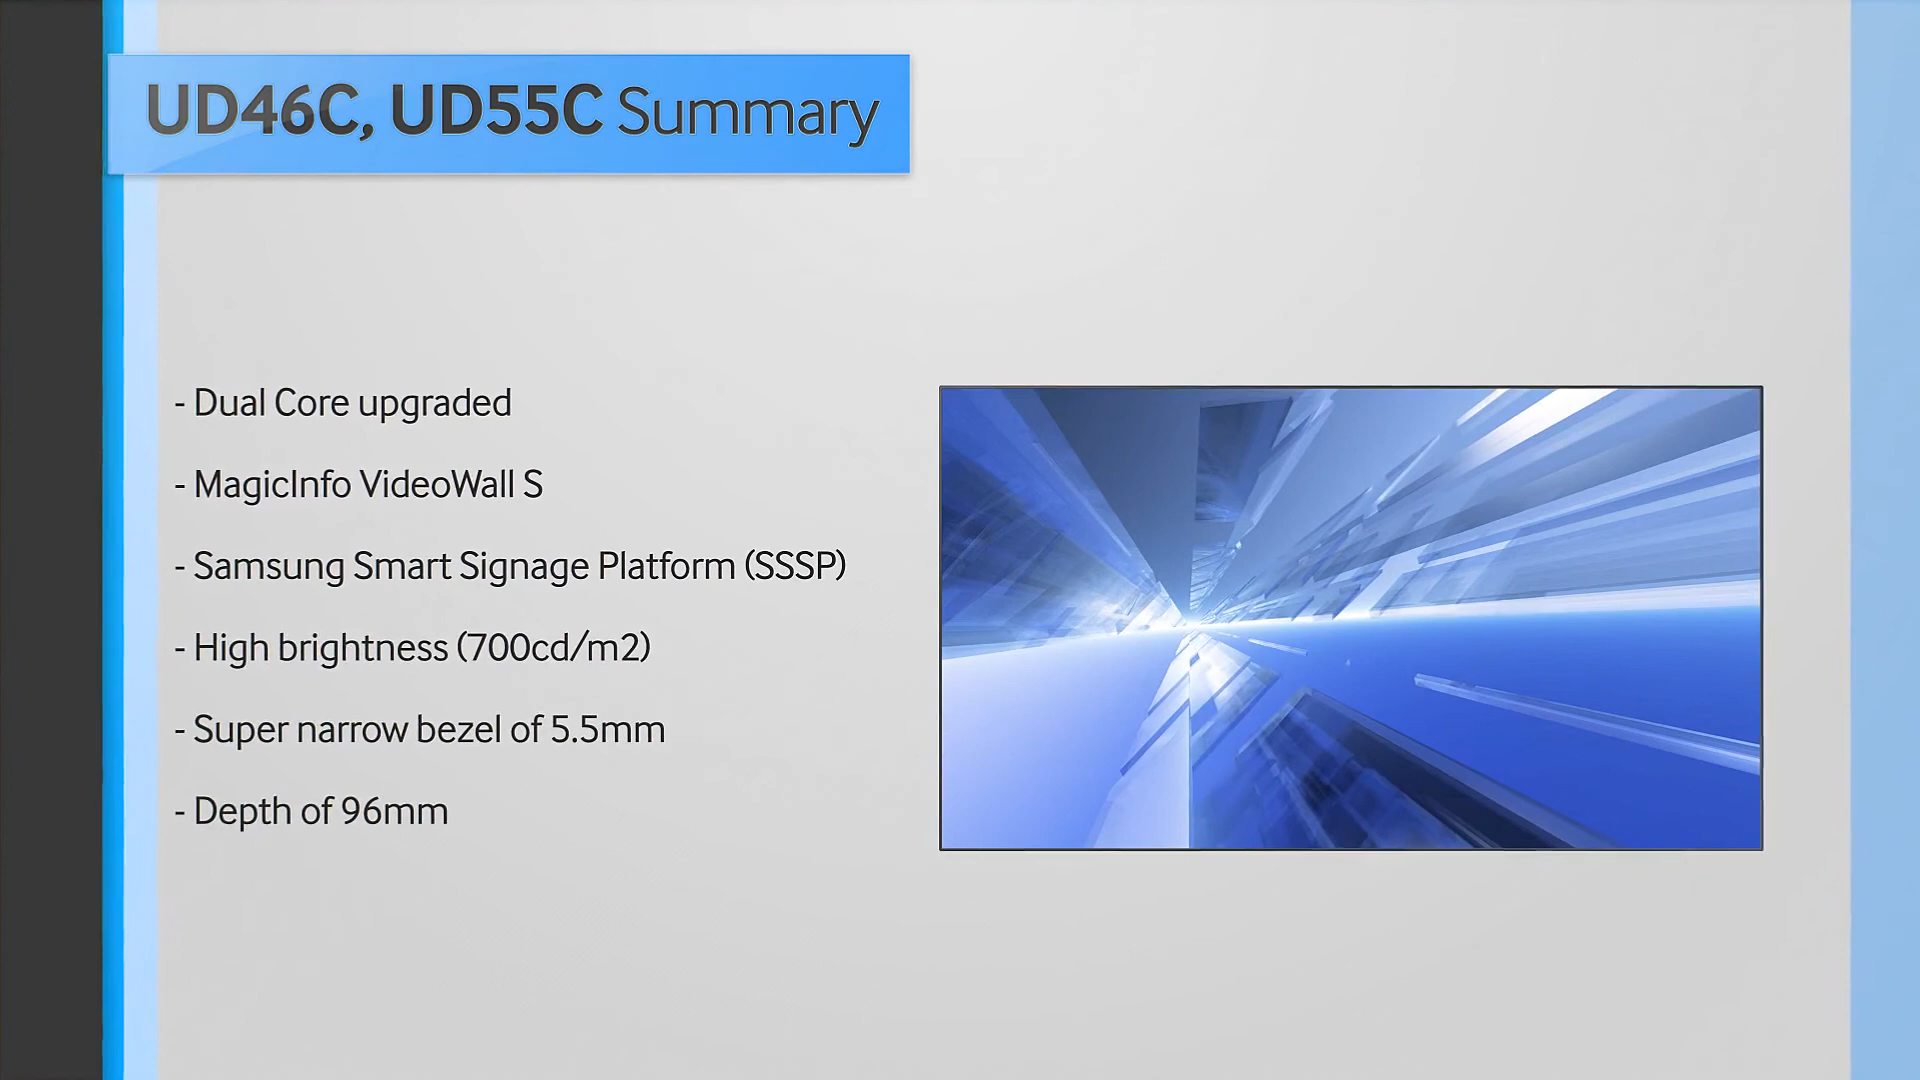 UD46C, UD55C Summary
- Dual Core upgraded
- MagicInfo VideoWall S
- Samsung Smart Signage Platform (SSSP)
- High brightness (700cd/m2)
- Super narrow bezel of 5.5mm
- Depth of 96mm